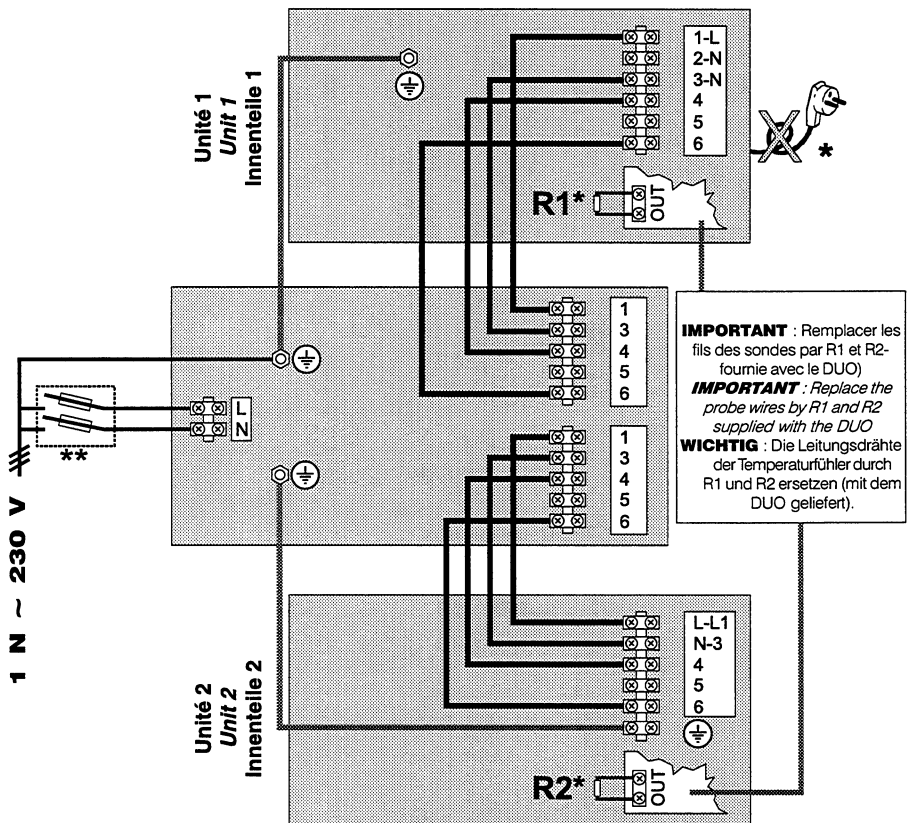 Unité 1
Unit 1
Innenteile 1
1-L
2-N
3-N
4
5
6
*
R1*
OUT
1
3
4
5
6
L
N
**
1 N ~ 230 V
1
3
4
5
6
IMPORTANT : Remplacer les
fils des sondes par R1 et R2-
fournie avec le DUO)
IMPORTANT : Replace the
probe wires by R1 and R2
supplied with the DUO
WICHTIG : Die Leitungsdrähte
der Temperaturfühler durch
R1 und R2 ersetzen (mit dem
DUO geliefert).
Unité 2
Unit 2
Innenteile 2
L-L1
N-3
4
5
6
R2*
OUT